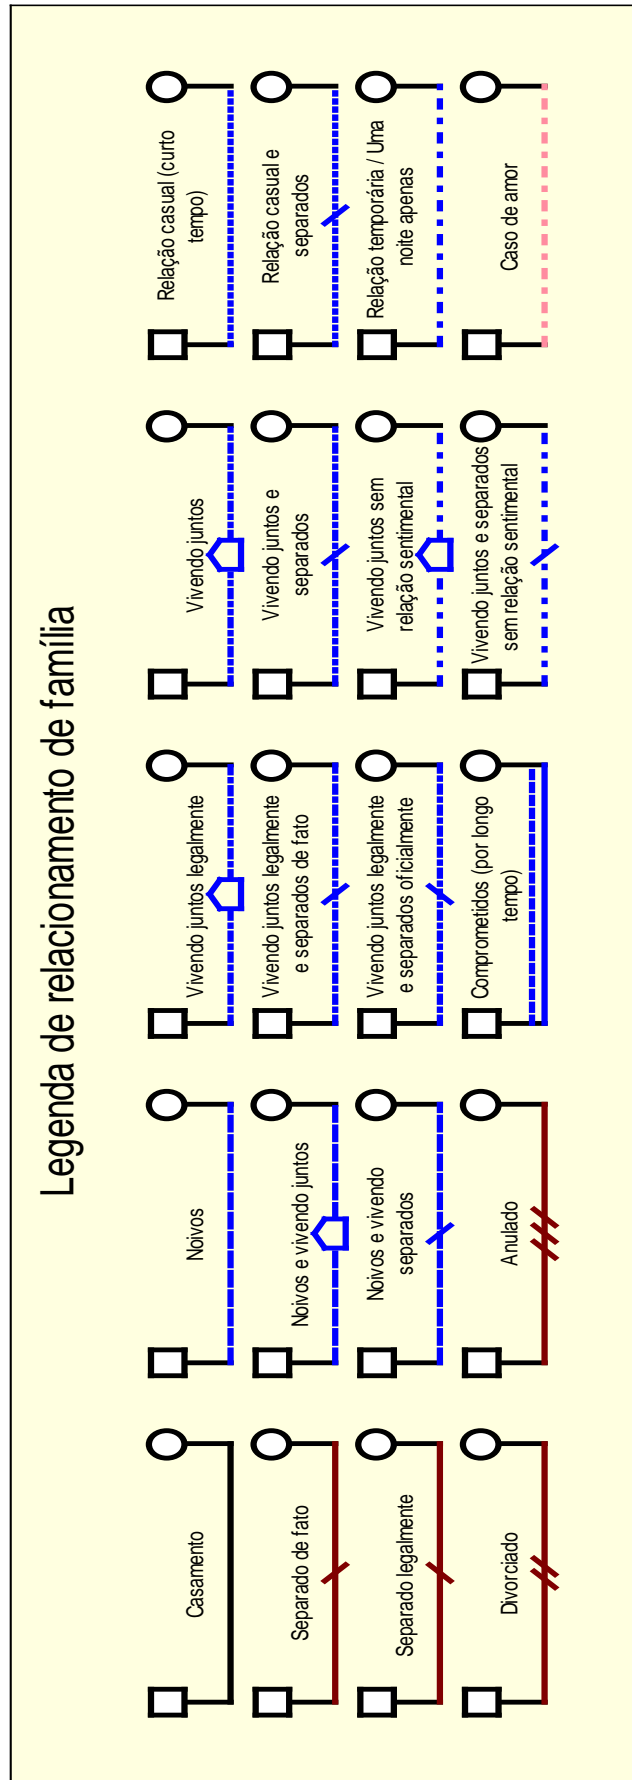 Legenda de relacionamento de família
Casamento
Separado de fato
Separado legalmente
Divorciado
Noivos
Noivos e vivendo juntos
Noivos e vivendo
separados
Anulado
Vivendo juntos legalmente
Vivendo juntos legalmente
e separados de fato
Vivendo juntos legalmente
e separados oficialmente
Comprometidos (por longo
tempo)
Vivendo juntos
Vivendo juntos e
separados
Vivendo juntos sem
relação sentimental
Vivendo juntos e separados
sem relação sentimental
Relação casual (curto
tempo)
Relação casual e
separados
Relação temporária / Uma
noite apenas
Caso de amor